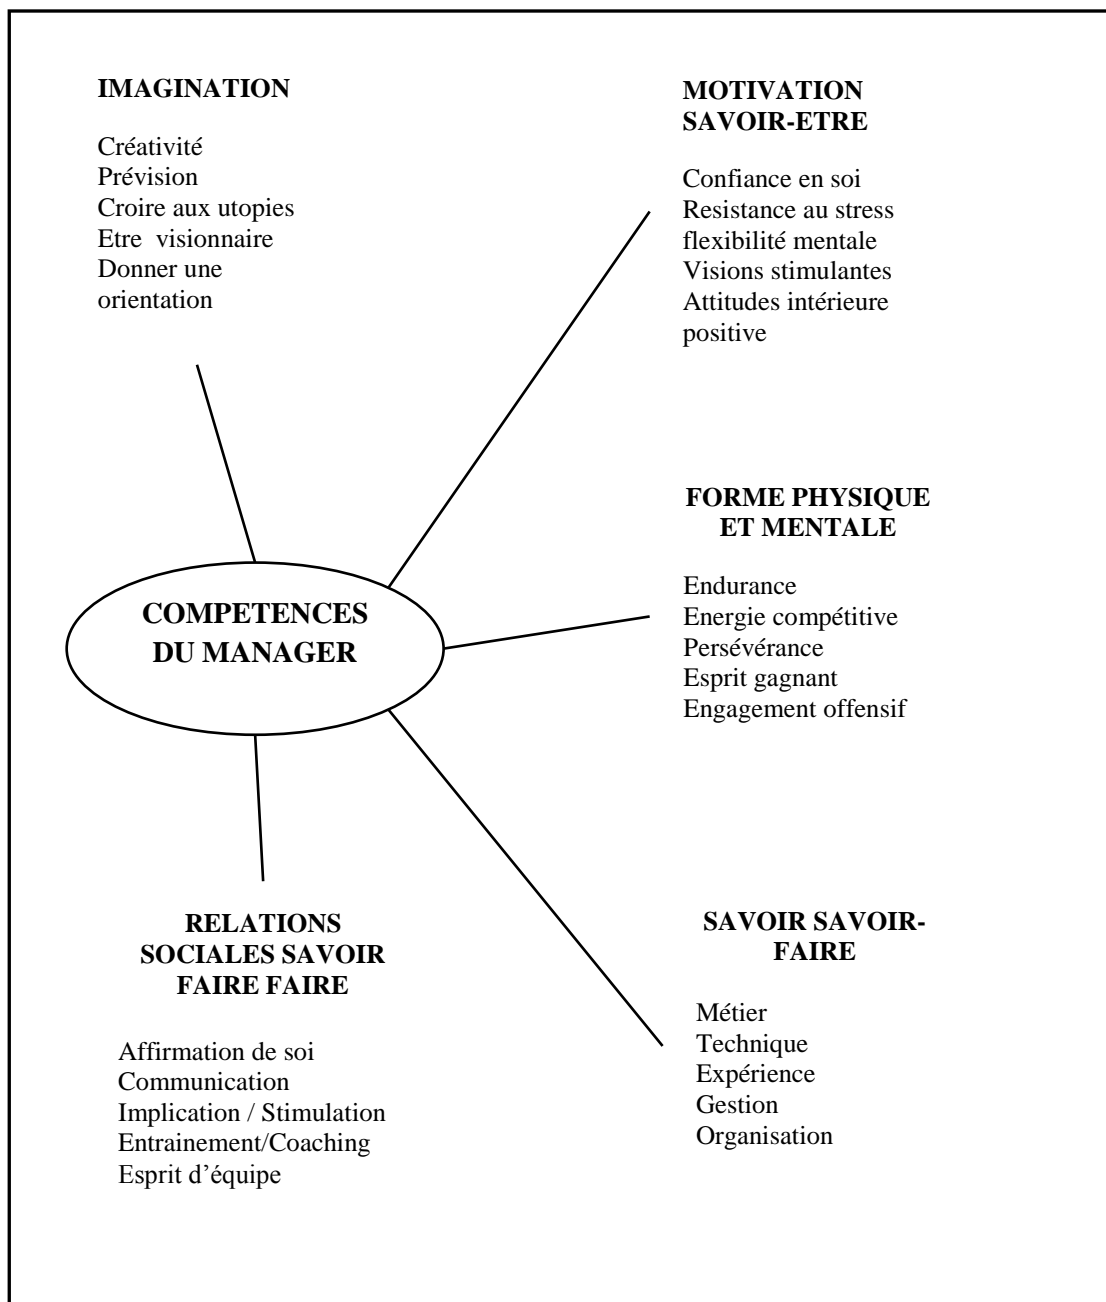 IMAGINATION
Créativité
Prévision
Croire aux utopies
Etre  visionnaire
Donner une
orientation
MOTIVATION
SAVOIR-ETRE
Confiance en soi
Resistance au stress
flexibilité mentale
Visions stimulantes
Attitudes intérieure
positive
FORME PHYSIQUE
ET MENTALE
Endurance
Energie compétitive
Persévérance
Esprit gagnant
Engagement offensif
COMPETENCES
DU MANAGER
RELATIONS
SOCIALES SAVOIR
FAIRE FAIRE
Affirmation de soi
Communication
Implication / Stimulation
Entrainement/Coaching
Esprit d’équipe
SAVOIR SAVOIR-
FAIRE
Métier
Technique
Expérience
Gestion
Organisation